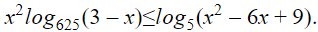 x²log₆₂₅(3 − x)≤log₅(x² − 6x + 9).